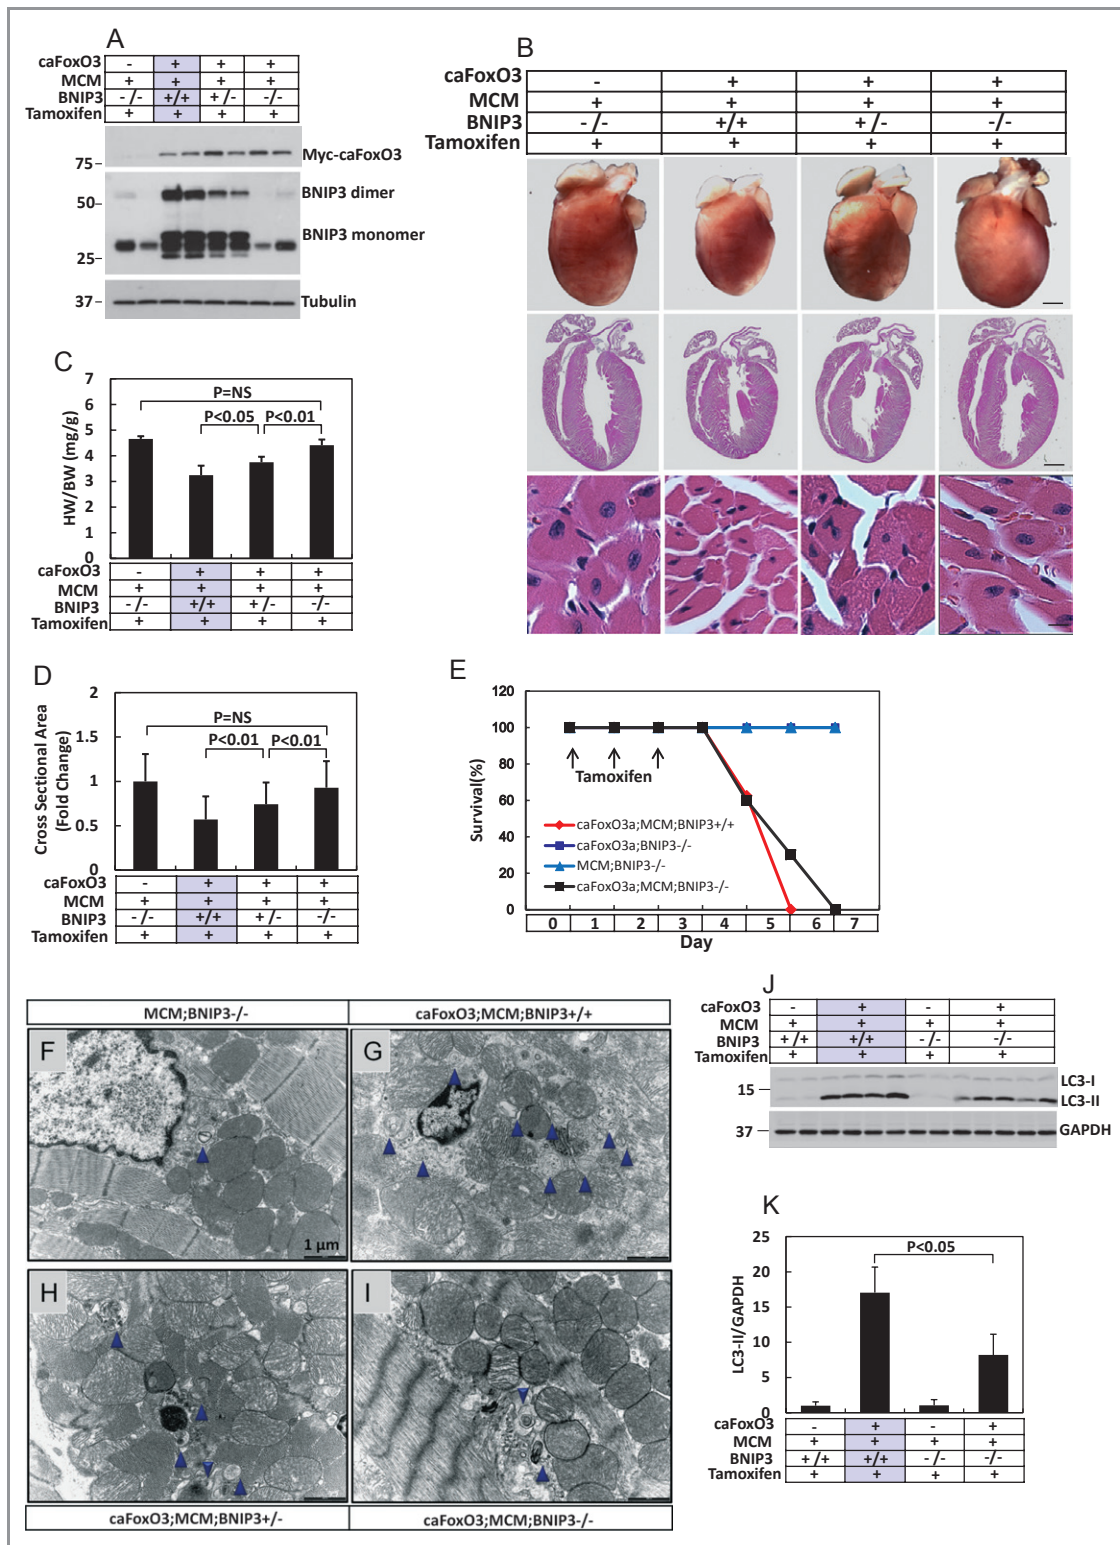 A
caFoxO3 - + + +
MCM + + + +
BNIP3 -/- +/+ +/- -/-
Tamoxifen + + + +
75
Myc-caFoxO3
BNIP3 dimer
50
BNIP3 monomer
25
37
Tubulin
B
caFoxO3 - + + +
MCM + + + +
BNIP3 -/- +/+ +/- -/-
Tamoxifen + + + +
C
HW/BW (mg/g)
7
6
5
4
3
2
1
0
P=NS
P<0.05 P<0.01
caFoxO3 - + + +
MCM + + + +
BNIP3 -/- +/+ +/- -/-
Tamoxifen + + + +
D
Cross Sectional Area
(Fold Change)
2
1.5
1
0.5
0
P=NS
P<0.01 P<0.01
caFoxO3 - + + +
MCM + + + +
BNIP3 -/- +/+ +/- -/-
Tamoxifen + + + +
E
Survival(%)
120
100
80
60
40
20
0
Tamoxifen
caFoxO3a;MCM;BNIP3+/+
caFoxO3a;BNIP3-/-
MCM;BNIP3-/-
caFoxO3a;MCM;BNIP3-/-
0 1 2 3 4 5 6 7
Day
MCM;BNIP3-/- caFoxO3;MCM;BNIP3+/+
F
1 µm
G
H
I
caFoxO3;MCM;BNIP3+/- caFoxO3;MCM;BNIP3-/-
J
caFoxO3 - + - +
MCM + + + +
BNIP3 +/+ +/+ -/- -/-
Tamoxifen + + + +
15
LC3-I
LC3-II
37
GAPDH
K
LC3-II/GAPDH
25
20
15
10
5
0
P<0.05
caFoxO3 - + - +
MCM + + + +
BNIP3 +/+ +/+ -/- -/-
Tamoxifen + + + +